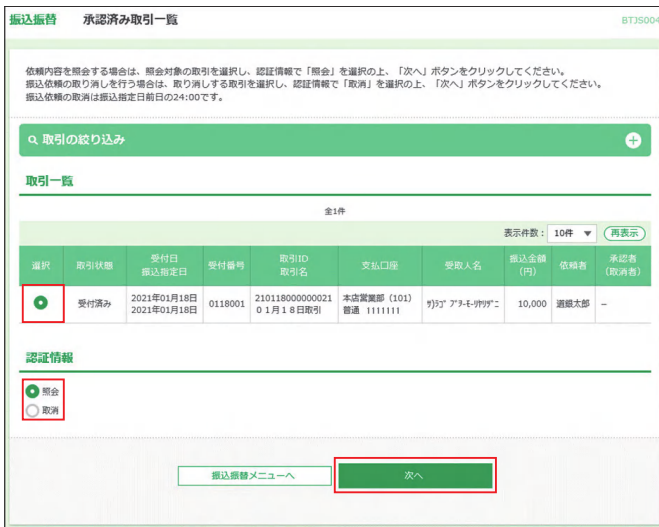 振込振替 承認済み取引一覧 BTJS004
依頼内容を照会する場合は、照会対象の取引を選択し、認証情報で「照会」を選択の上、「次へ」ボタンをクリックしてください。
振込依頼の取り消しを行う場合は、取り消しする取引を選択し、認証情報で「取消」を選択の上、「次へ」ボタンをクリックしてください。
振込依頼の取消は振込指定日前日の24:00です。
取引の絞り込み
取引一覧
全1件
表示件数: 10件 再表示
選択 取引状態 受付日 振込指定日 受付番号 取引ID 取引名 支払口座 受取人名 振込金額 (円) 依頼者 承認者 (取消者)
受付済み 2021年01月18日 0118001 210118000000021 本店営業部 (101) 10,000 道銀太郎 −
2021年01月18日 01月18日取引 普通 1111111
認証情報
照会
取消
振込振替メニューへ 次へ